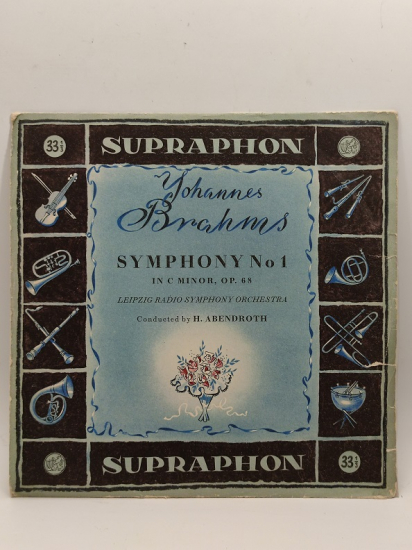 33⅓ SUPRAPHON
Johannes
Brahms
SYMPHONY No 1
IN C MINOR, OP. 68
LEIPZIG RADIO SYMPHONY ORCHESTRA
Conducted by H. ABENDROTH
SUPRAPHON 33⅓